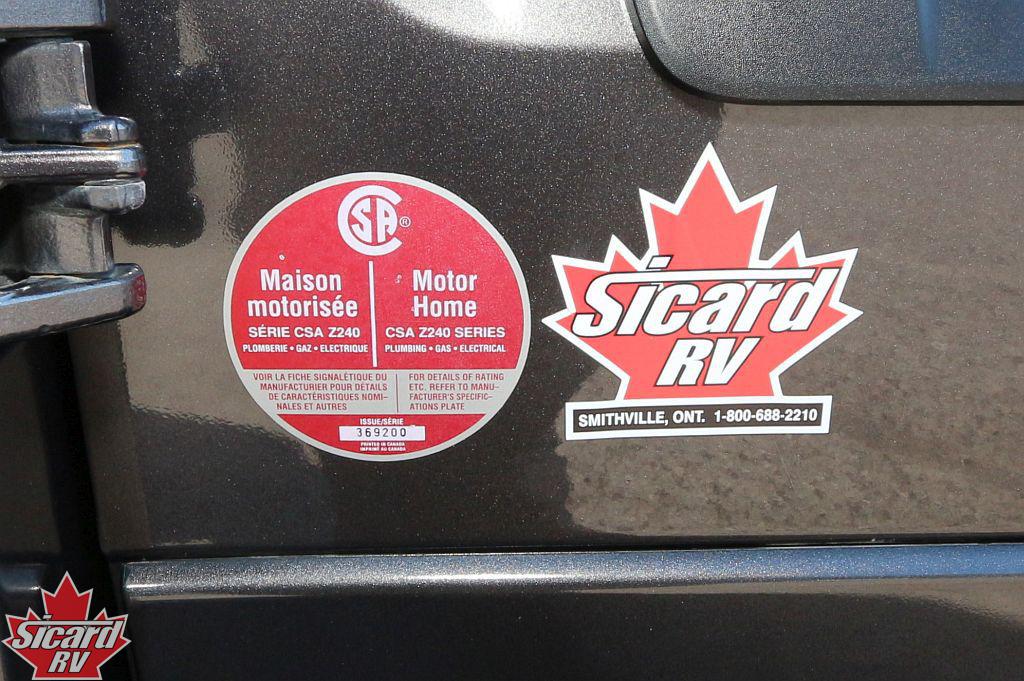 CSA®
Maison
motorisée
SÉRIE CSA Z240
PLOMBERIE • GAZ • ELECTRIQUE
Motor
Home
CSA Z240 SERIES
PLUMBING • GAS • ELECTRICAL
VOIR LA FICHE SIGNALÉTIQUE DU
MANUFACTURIER POUR DÉTAILS
DE CARACTÉRISTIQUES NOMI-
NALES ET AUTRES
FOR DETAILS OF RATING
ETC. REFER TO MANU-
FACTURER'S SPECIFIC-
ATIONS PLATE
ISSUE/SÉRIE
369200
PRINTED IN CANADA
IMPRIMÉ AU CANADA
Sicard
RV
SMITHVILLE, ONT. 1-800-688-2210
Sicard
RV